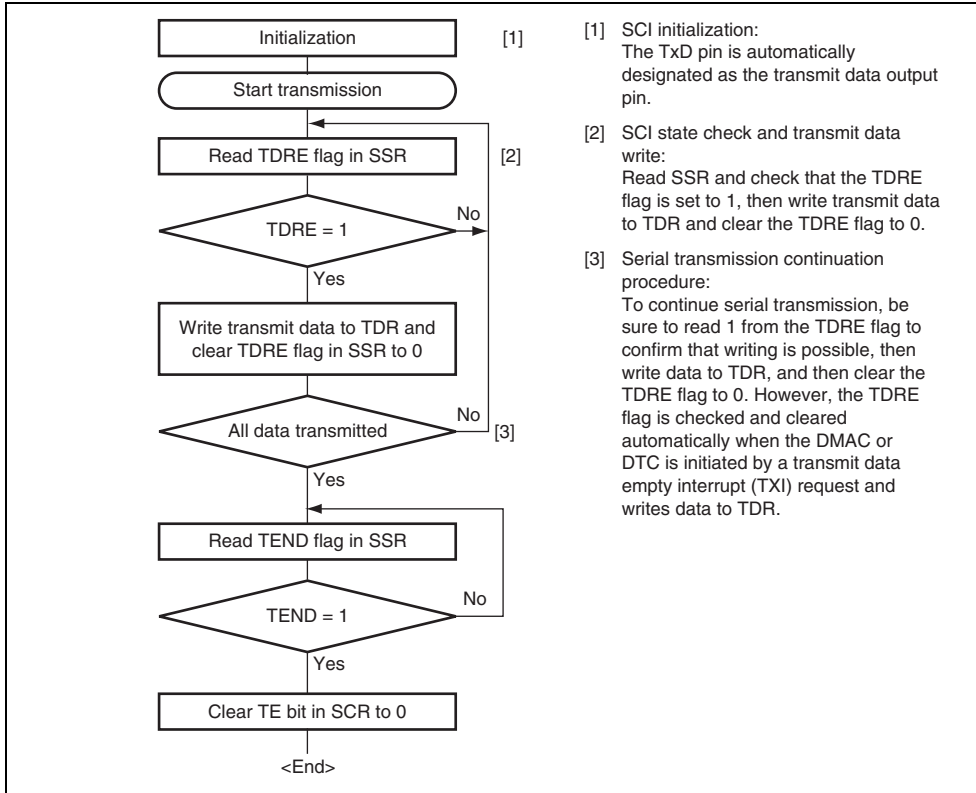 Initialization
[1]
Start transmission
Read TDRE flag in SSR
[2]
TDRE = 1
No
Yes
Write transmit data to TDR and
clear TDRE flag in SSR to 0
All data transmitted
No
[3]
Yes
Read TEND flag in SSR
TEND = 1
No
Yes
Clear TE bit in SCR to 0
<End>
[1] SCI initialization:
The TxD pin is automatically
designated as the transmit data output
pin.
[2] SCI state check and transmit data
write:
Read SSR and check that the TDRE
flag is set to 1, then write transmit data
to TDR and clear the TDRE flag to 0.
[3] Serial transmission continuation
procedure:
To continue serial transmission, be
sure to read 1 from the TDRE flag to
confirm that writing is possible, then
write data to TDR, and then clear the
TDRE flag to 0. However, the TDRE
flag is checked and cleared
automatically when the DMAC or
DTC is initiated by a transmit data
empty interrupt (TXI) request and
writes data to TDR.